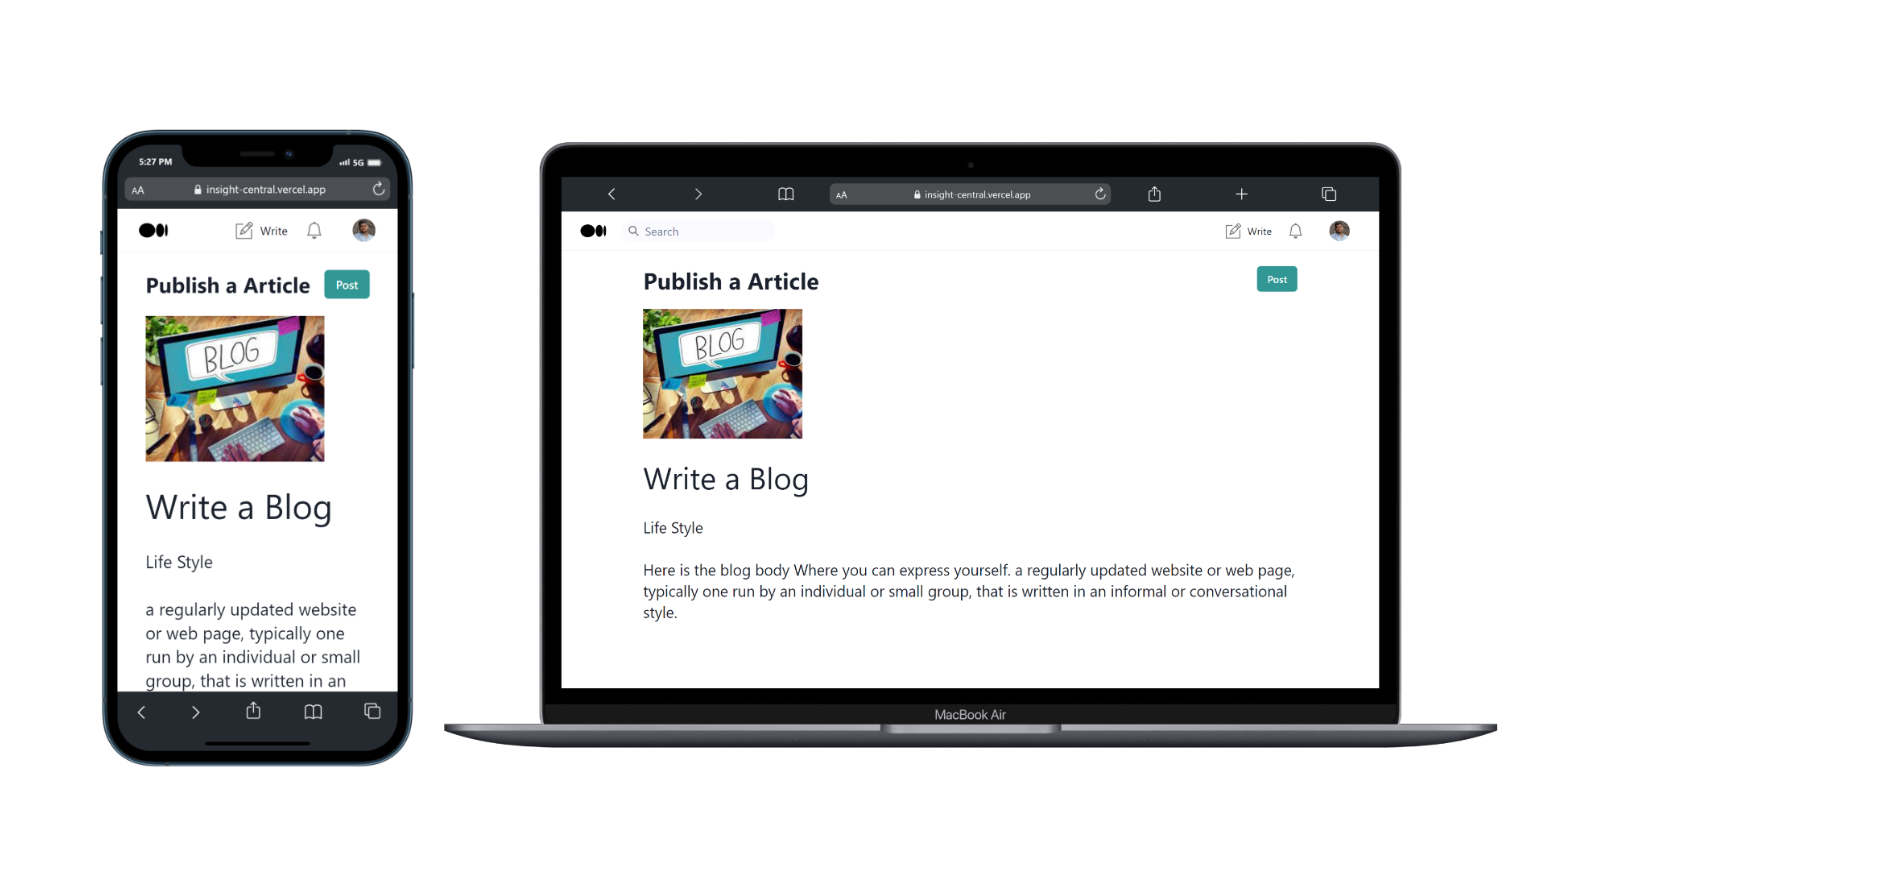 5:27 PM
5G
AA insight-central.vercel.app
Write
Publish a Article
Post
BLOG
Write a Blog
Life Style
a regularly updated website
or web page, typically one
run by an individual or small
group, that is written in an
AA insight-central.vercel.app
Search
Write
Publish a Article
Post
BLOG
Write a Blog
Life Style
Here is the blog body Where you can express yourself. a regularly updated website or web page,
typically one run by an individual or small group, that is written in an informal or conversational
style.
MacBook Air